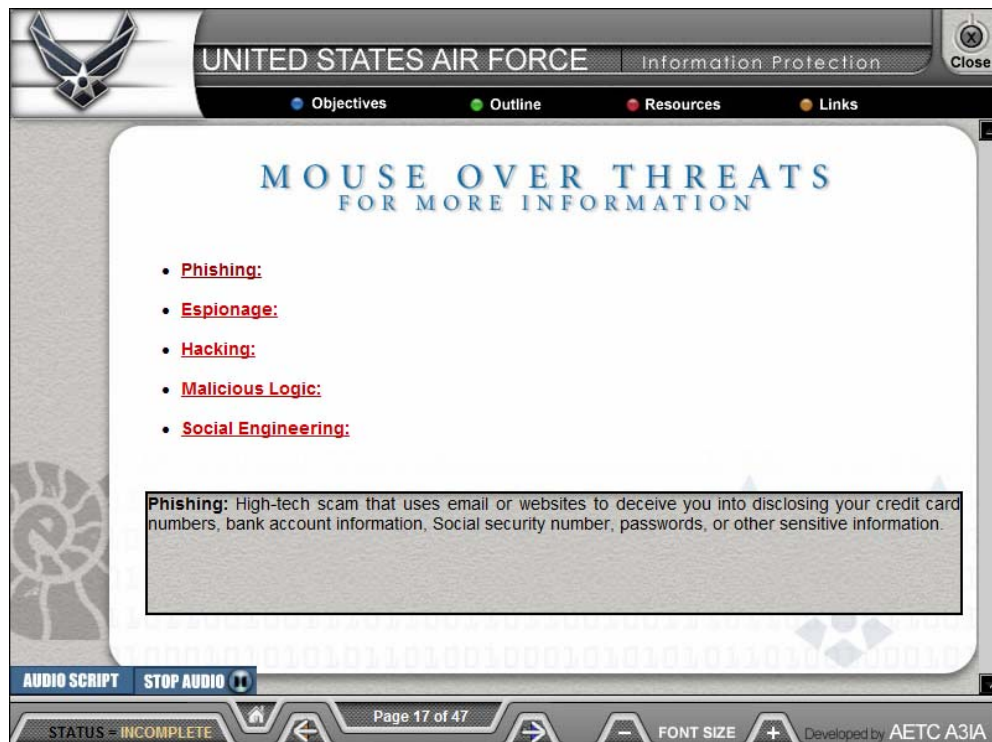 UNITED STATES AIR FORCE
Information Protection
Close
Objectives
Outline
Resources
Links
MOUSE OVER THREATS
FOR MORE INFORMATION
Phishing:
Espionage:
Hacking:
Malicious Logic:
Social Engineering:
Phishing: High-tech scam that uses email or websites to deceive you into disclosing your credit card
numbers, bank account information, Social security number, passwords, or other sensitive information.
AUDIO SCRIPT
STOP AUDIO
STATUS = INCOMPLETE
Page 17 of 47
FONT SIZE
Developed by AETC A3IA